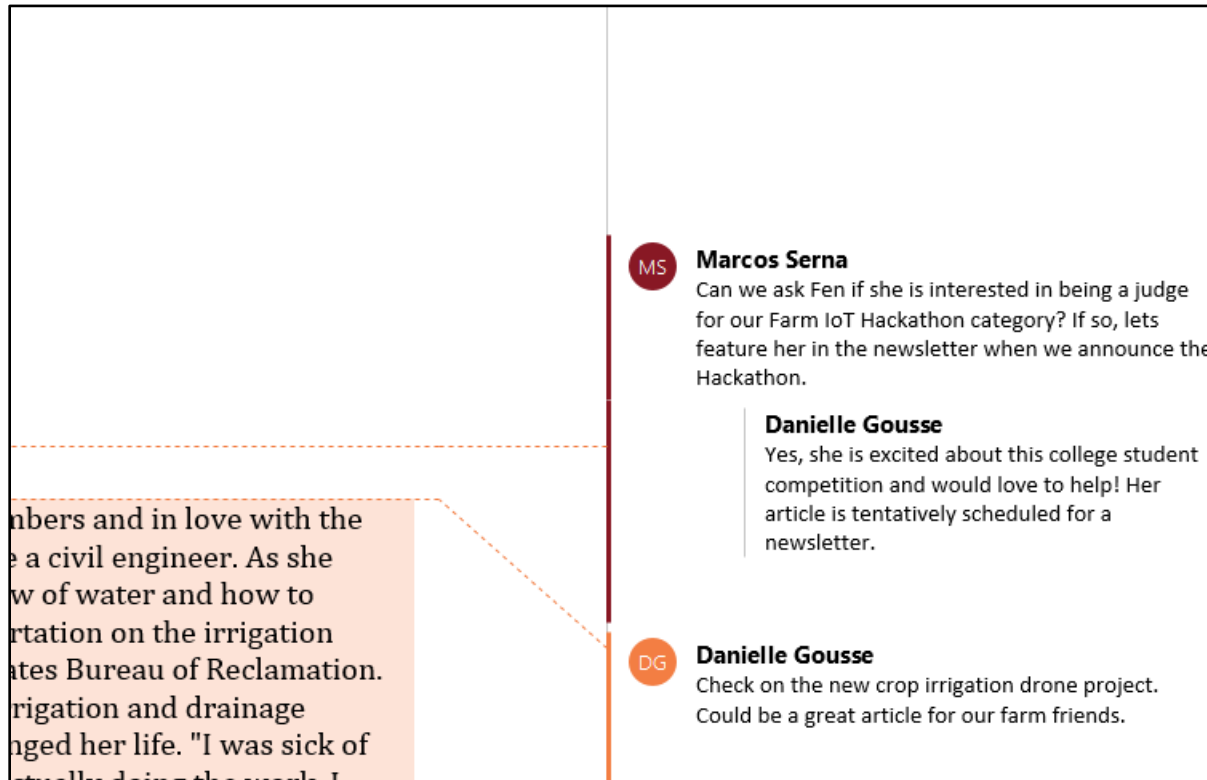 MS
Marcos Serna
Can we ask Fen if she is interested in being a judge
for our Farm IoT Hackathon category? If so, lets
feature her in the newsletter when we announce the
Hackathon.
Danielle Gousse
Yes, she is excited about this college student
competition and would love to help! Her
article is tentatively scheduled for a
newsletter.
and in love with the
a civil engineer. As she
of water and how to
on the irrigation
Bureau of Reclamation.
and drainage
her life. "I was sick of
doing the work. I
DG
Danielle Gousse
Check on the new crop irrigation drone project.
Could be a great article for our farm friends.